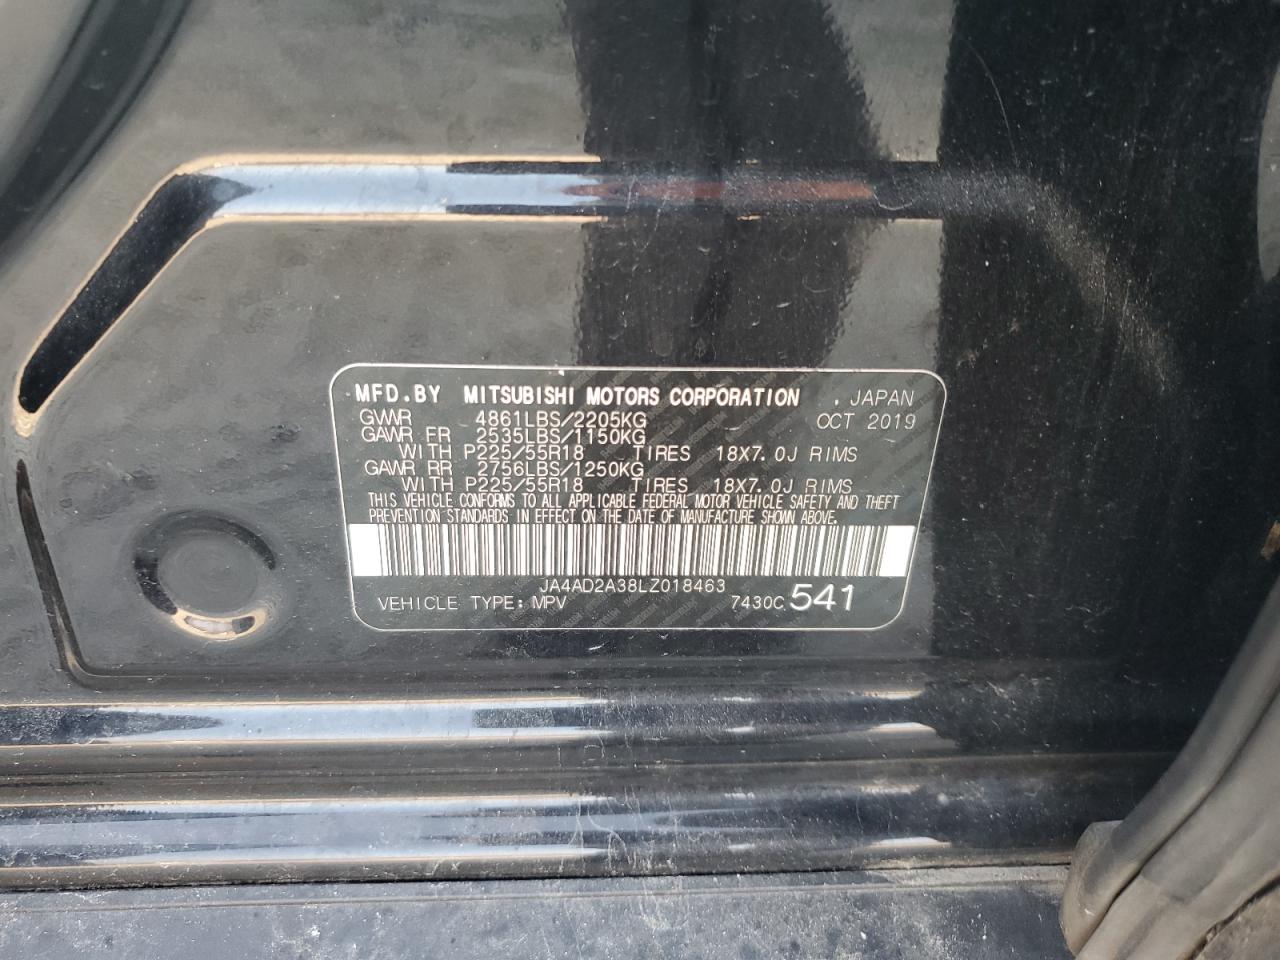 MFD.BY MITSUBISHI MOTORS CORPORATION , JAPAN
GVWR 4861LBS/2205KG OCT 2019
GAWR FR 2535LBS/1150KG
WITH P225/55R18 TIRES 18X7.0J RIMS
GAWR RR 2756LBS/1250KG
WITH P225/55R18 TIRES 18X7.0J RIMS
THIS VEHICLE CONFORMS TO ALL APPLICABLE FEDERAL MOTOR VEHICLE SAFETY AND THEFT
PREVENTION STANDARDS IN EFFECT ON THE DATE OF MANUFACTURE SHOWN ABOVE.
JA4AD2A38LZ018463
VEHICLE TYPE: MPV 7430C 541